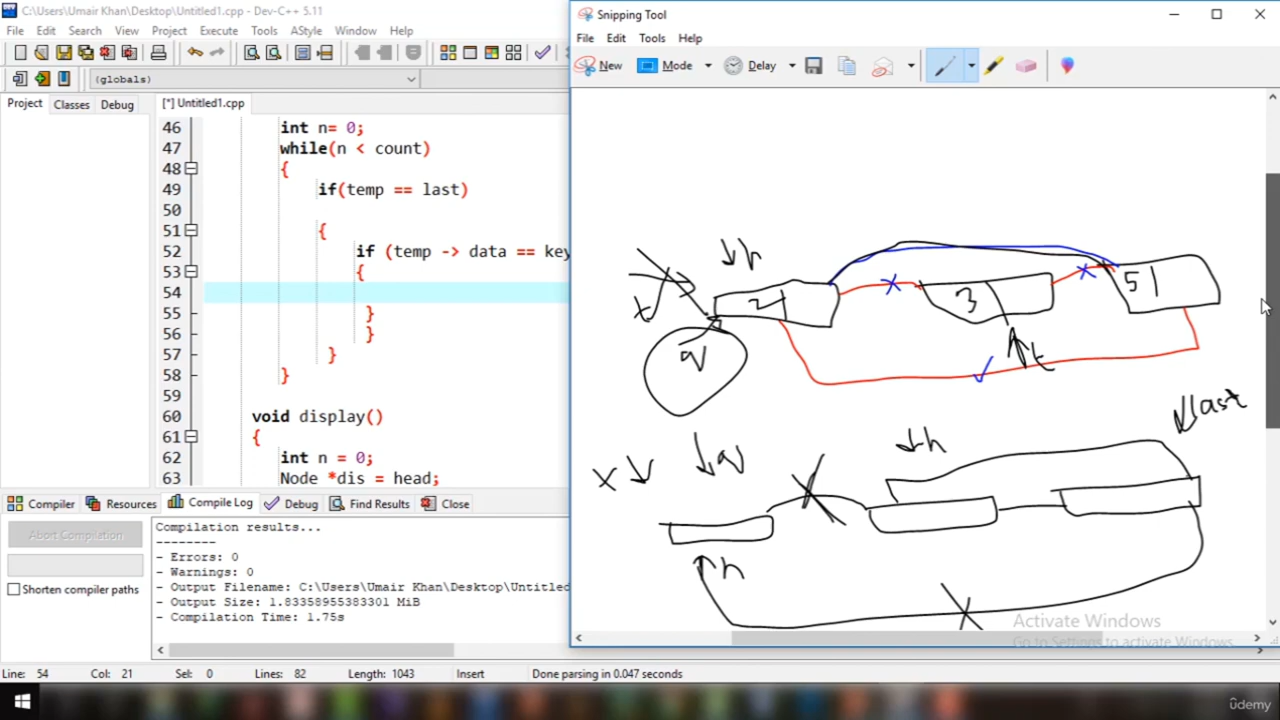 C:\Users\Umair Khan\Desktop\Untitled1.cpp - Dev-C++ 5.11
File Edit Search View Project Execute Tools AStyle Window Help
(globals)
Project Classes Debug
[*] Untitled1.cpp
46 int n= 0;
47 while(n < count)
48 {
49 if(temp == last)
50
51 {
52 if (temp -> data == key
53 {
54
55 }
56 }
57 }
58 }
59
60 void display()
61 {
62 int n = 0;
63 Node *dis = head;
Compiler Resources Compile Log Debug Find Results Close
Abort Compilation
Shorten compiler paths
Compilation results...
--------
- Errors: 0
- Warnings: 0
- Output Filename: C:\Users\Umair Khan\Desktop\Untitled
- Output Size: 1.83358955383301 MiB
- Compilation Time: 1.75s
Line: 54 Col: 21 Sel: 0 Lines: 82 Length: 1043 Insert Done parsing in 0.047 seconds
Snipping Tool
File Edit Tools Help
New Mode Delay
h
t
3
51
t
last
h
h
Activate Windows
Go to Settings to activate Windows.
ûdemy